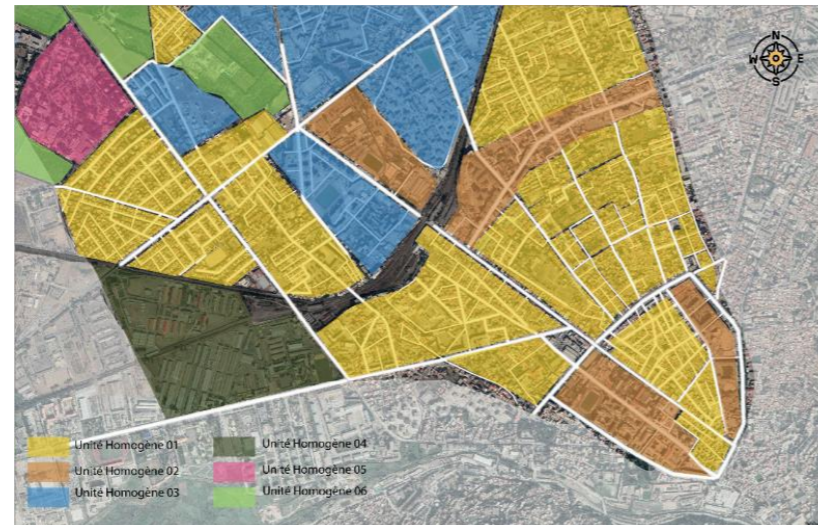 N
W E
S
Unité Homogène 01
Unité Homogène 02
Unité Homogène 03
Unité Homogène 04
Unité Homogène 05
Unité Homogène 06